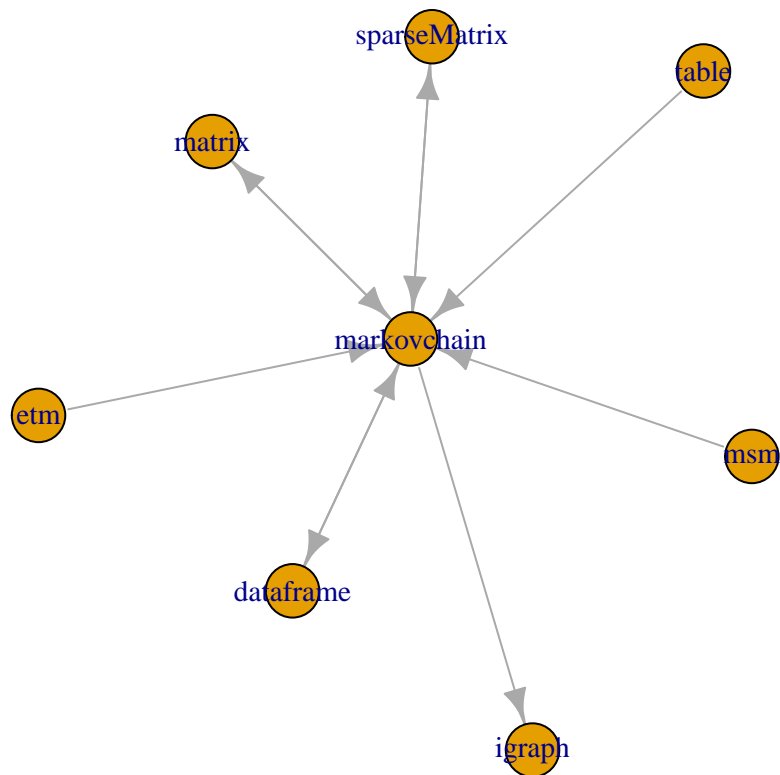 sparseMatrix
table
matrix
markovchain
etm
msm
dataframe
igraph